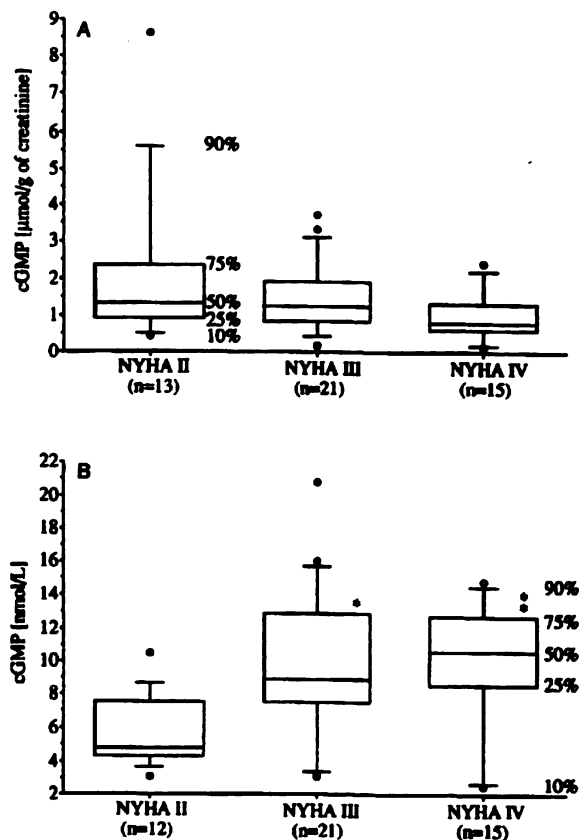 A
cGMP [µmol/g of creatinine]
9
8
7
6
5
4
3
2
1
0
90%
75%
50%
25%
10%
NYHA II
(n=13)
NYHA III
(n=21)
NYHA IV
(n=15)
B
cGMP [nmol/L]
22
20
18
16
14
12
10
8
6
4
2
*
*
*
90%
75%
50%
25%
10%
NYHA II
(n=12)
NYHA III
(n=21)
NYHA IV
(n=15)